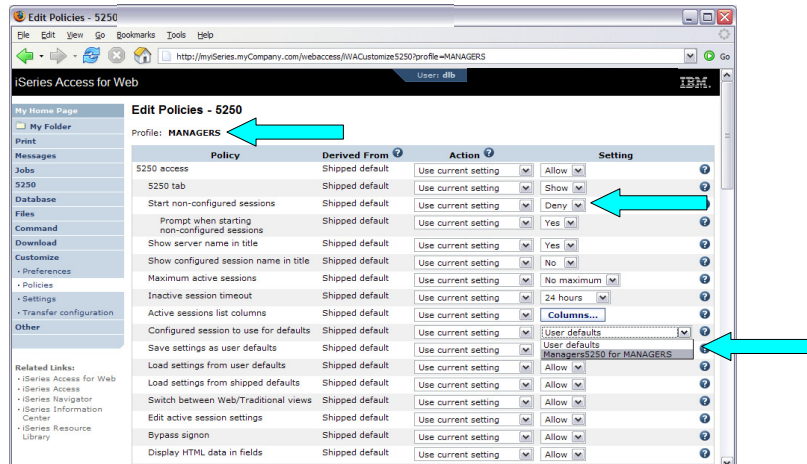 Edit Policies - 5250
File Edit View Go Bookmarks Tools Help
http://myiSeries.myCompany.com/webaccess/iWACustomize5250?profile=MANAGERS Go
iSeries Access for Web User: dlb IBM.
My Home Page
My Folder
Print
Messages
Jobs
5250
Database
Files
Command
Download
Customize
• Preferences
• Policies
• Settings
• Transfer configuration
Other
Related Links:
• iSeries Access for Web
• iSeries Access
• iSeries Navigator
• iSeries Information
Center
• iSeries Resource
Library
Edit Policies - 5250
Profile: MANAGERS
Policy Derived From ? Action ? Setting
5250 access Shipped default Use current setting Allow ?
5250 tab Shipped default Use current setting Show ?
Start non-configured sessions Shipped default Use current setting Deny ?
Prompt when starting
non-configured sessions Shipped default Use current setting Yes ?
Show server name in title Shipped default Use current setting Yes ?
Show configured session name in title Shipped default Use current setting No ?
Maximum active sessions Shipped default Use current setting No maximum ?
Inactive session timeout Shipped default Use current setting 24 hours ?
Active sessions list columns Shipped default Use current setting Columns... ?
Configured session to use for defaults Shipped default Use current setting User defaults ?
User defaults
Managers5250 for MANAGERS
Save settings as user defaults Shipped default Use current setting ?
Load settings from user defaults Shipped default Use current setting Allow ?
Load settings from shipped defaults Shipped default Use current setting Allow ?
Switch between Web/Traditional views Shipped default Use current setting Allow ?
Edit active session settings Shipped default Use current setting Allow ?
Bypass signon Shipped default Use current setting Allow ?
Display HTML data in fields Shipped default Use current setting Allow ?